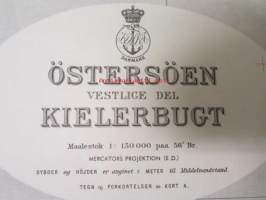 DANMARK
ÖSTERSÖEN
VESTLIGE DEL
KIELERBUGT
Maalestok 1: 150 000 paa 56° Br.
MERCATORS PROJEKTION (E.D.)
DYBDER og HÖJDER er angivet i METER til Middelvandstand.
TEGN og FORKORTELSER se KORT A.